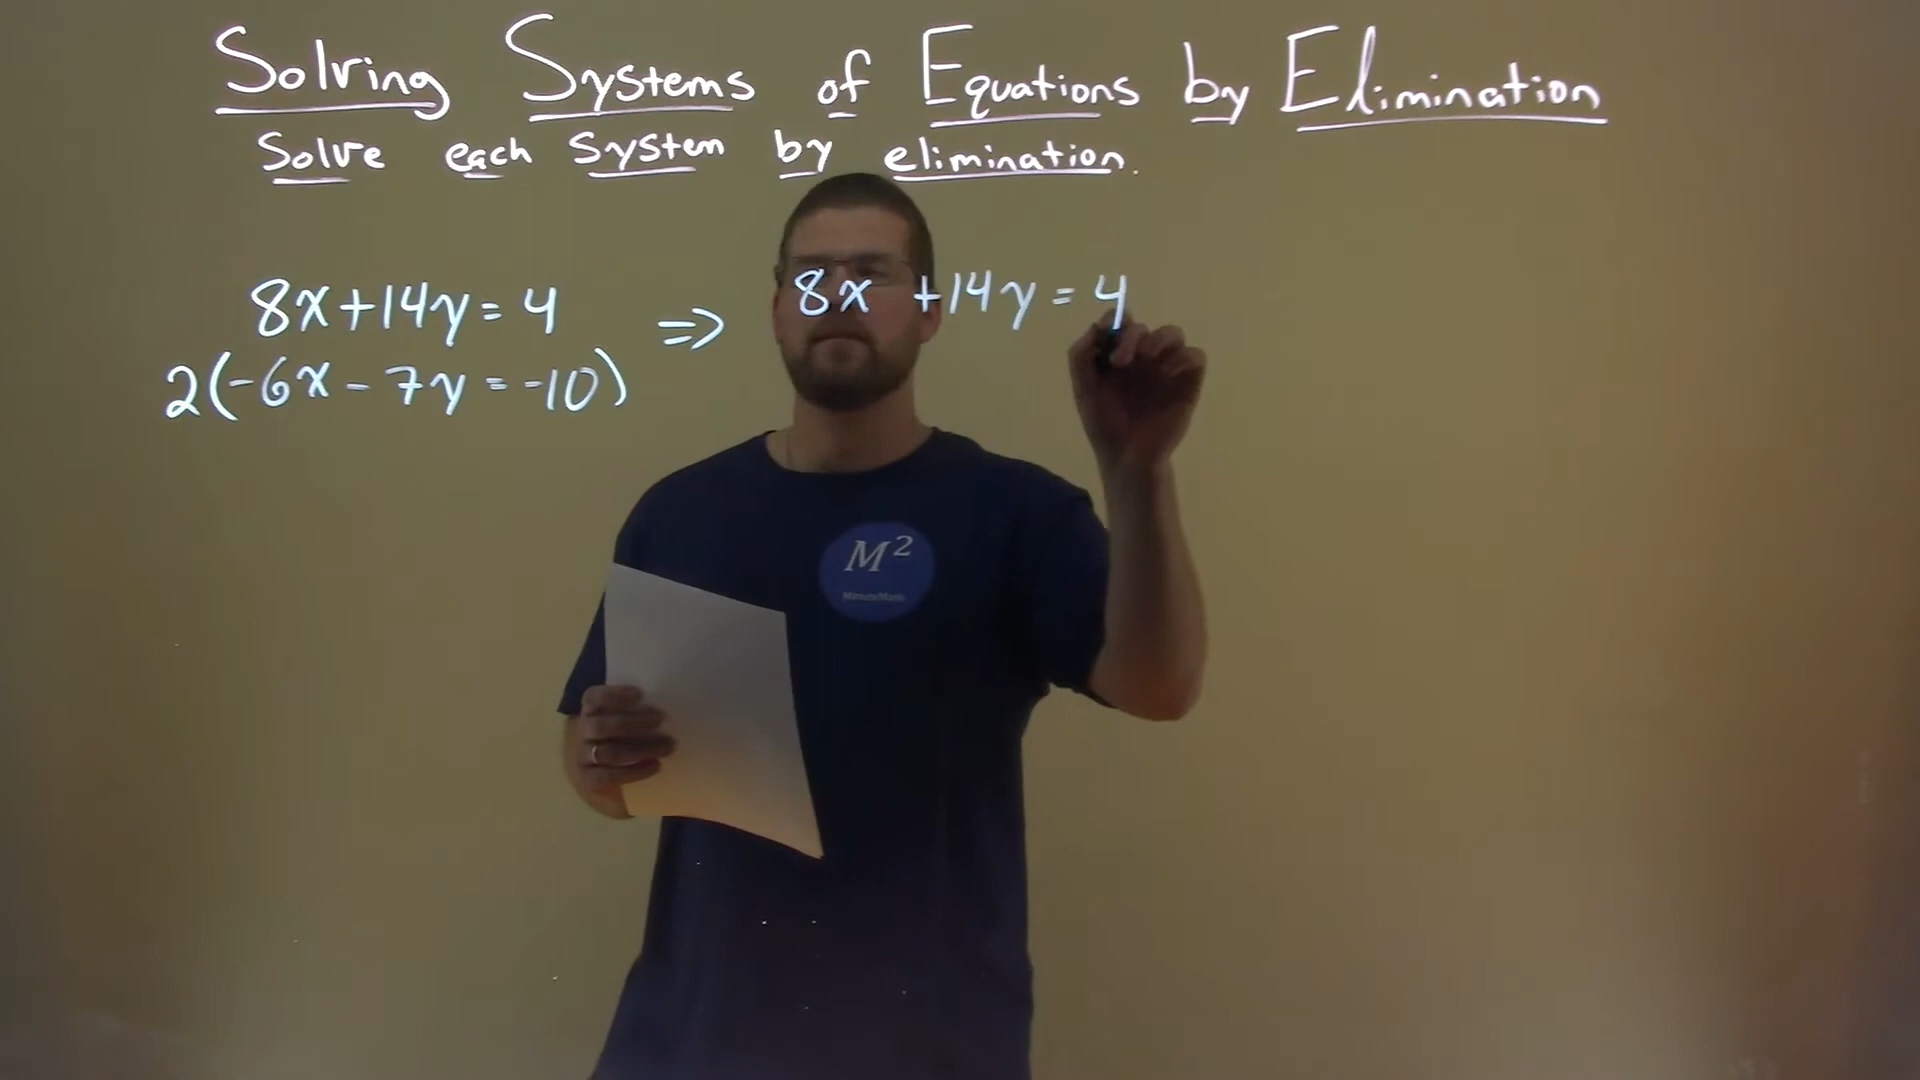 Solving Systems of Equations by Elimination
Solve each system by elimination.
8x+14y=4
2(-6x-7y=-10)
=>
8x +14y=4
M²
MinuteMath